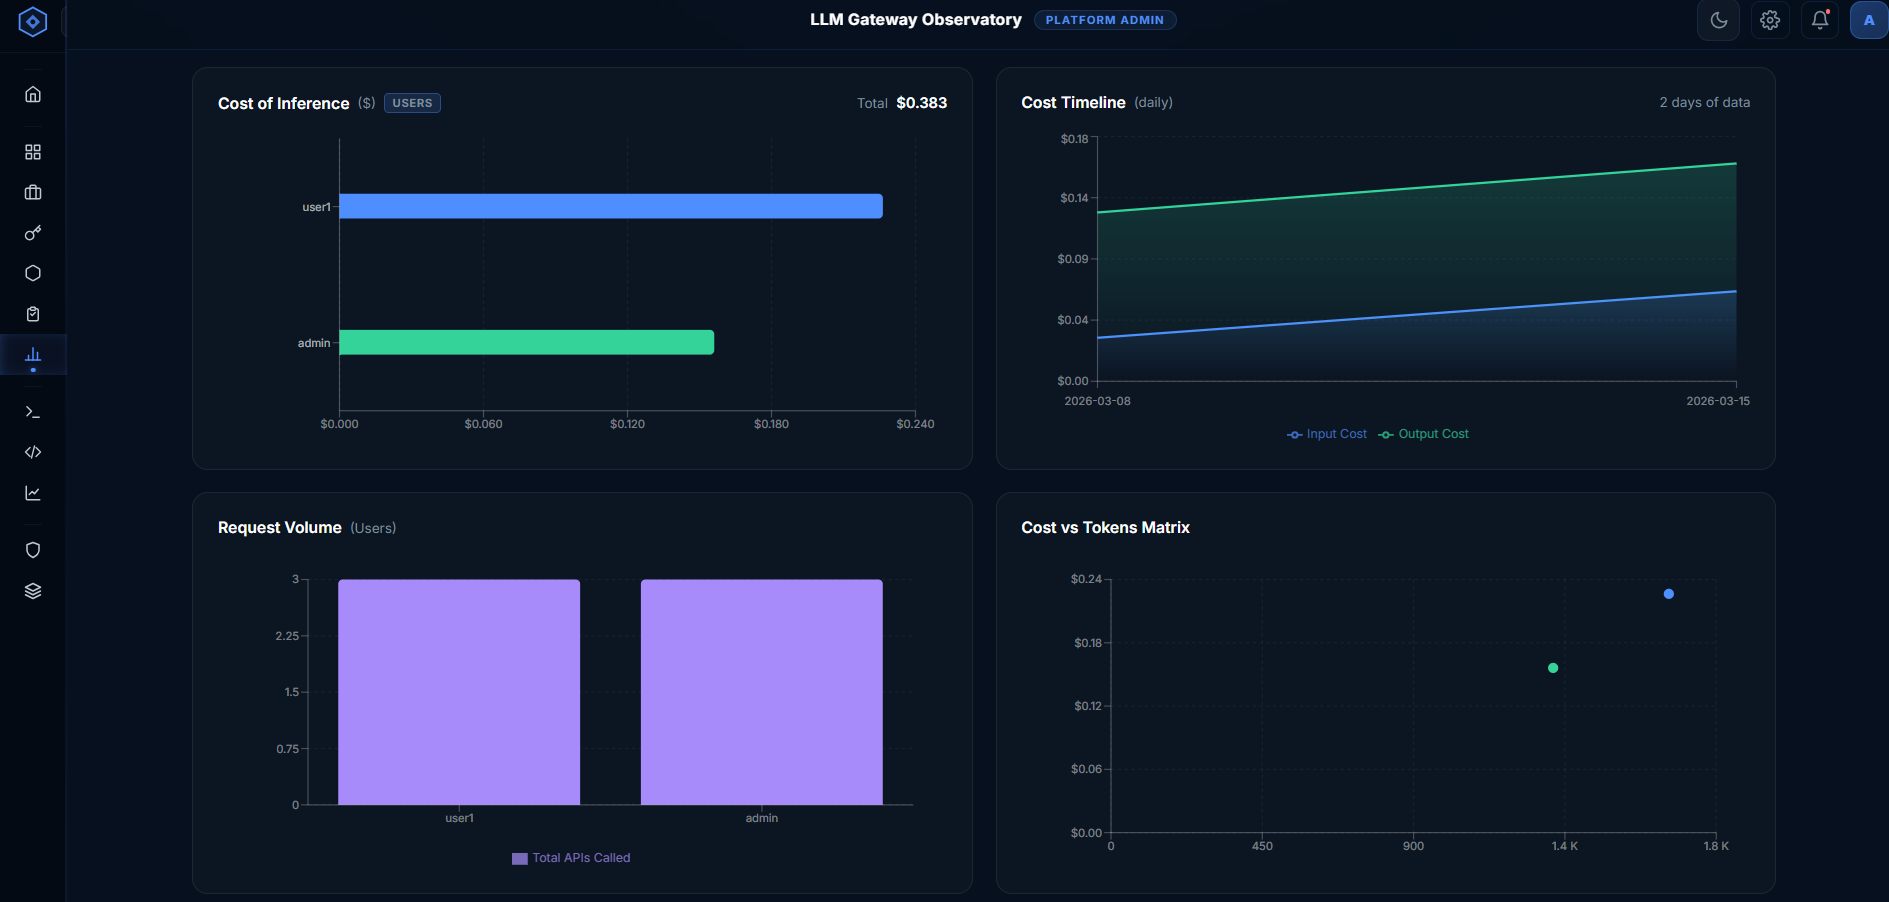 LLM Gateway Observatory PLATFORM ADMIN
A
Cost of Inference ($) USERS
Total $0.383
user1
admin
$0.000 $0.060 $0.120 $0.180 $0.240
Cost Timeline (daily)
2 days of data
$0.18
$0.14
$0.09
$0.04
$0.00
2026-03-08 2026-03-15
Input Cost Output Cost
Request Volume (Users)
3
2.25
1.5
0.75
0
user1 admin
Total APIs Called
Cost vs Tokens Matrix
$0.24
$0.18
$0.12
$0.06
$0.00
0 450 900 1.4 K 1.8 K